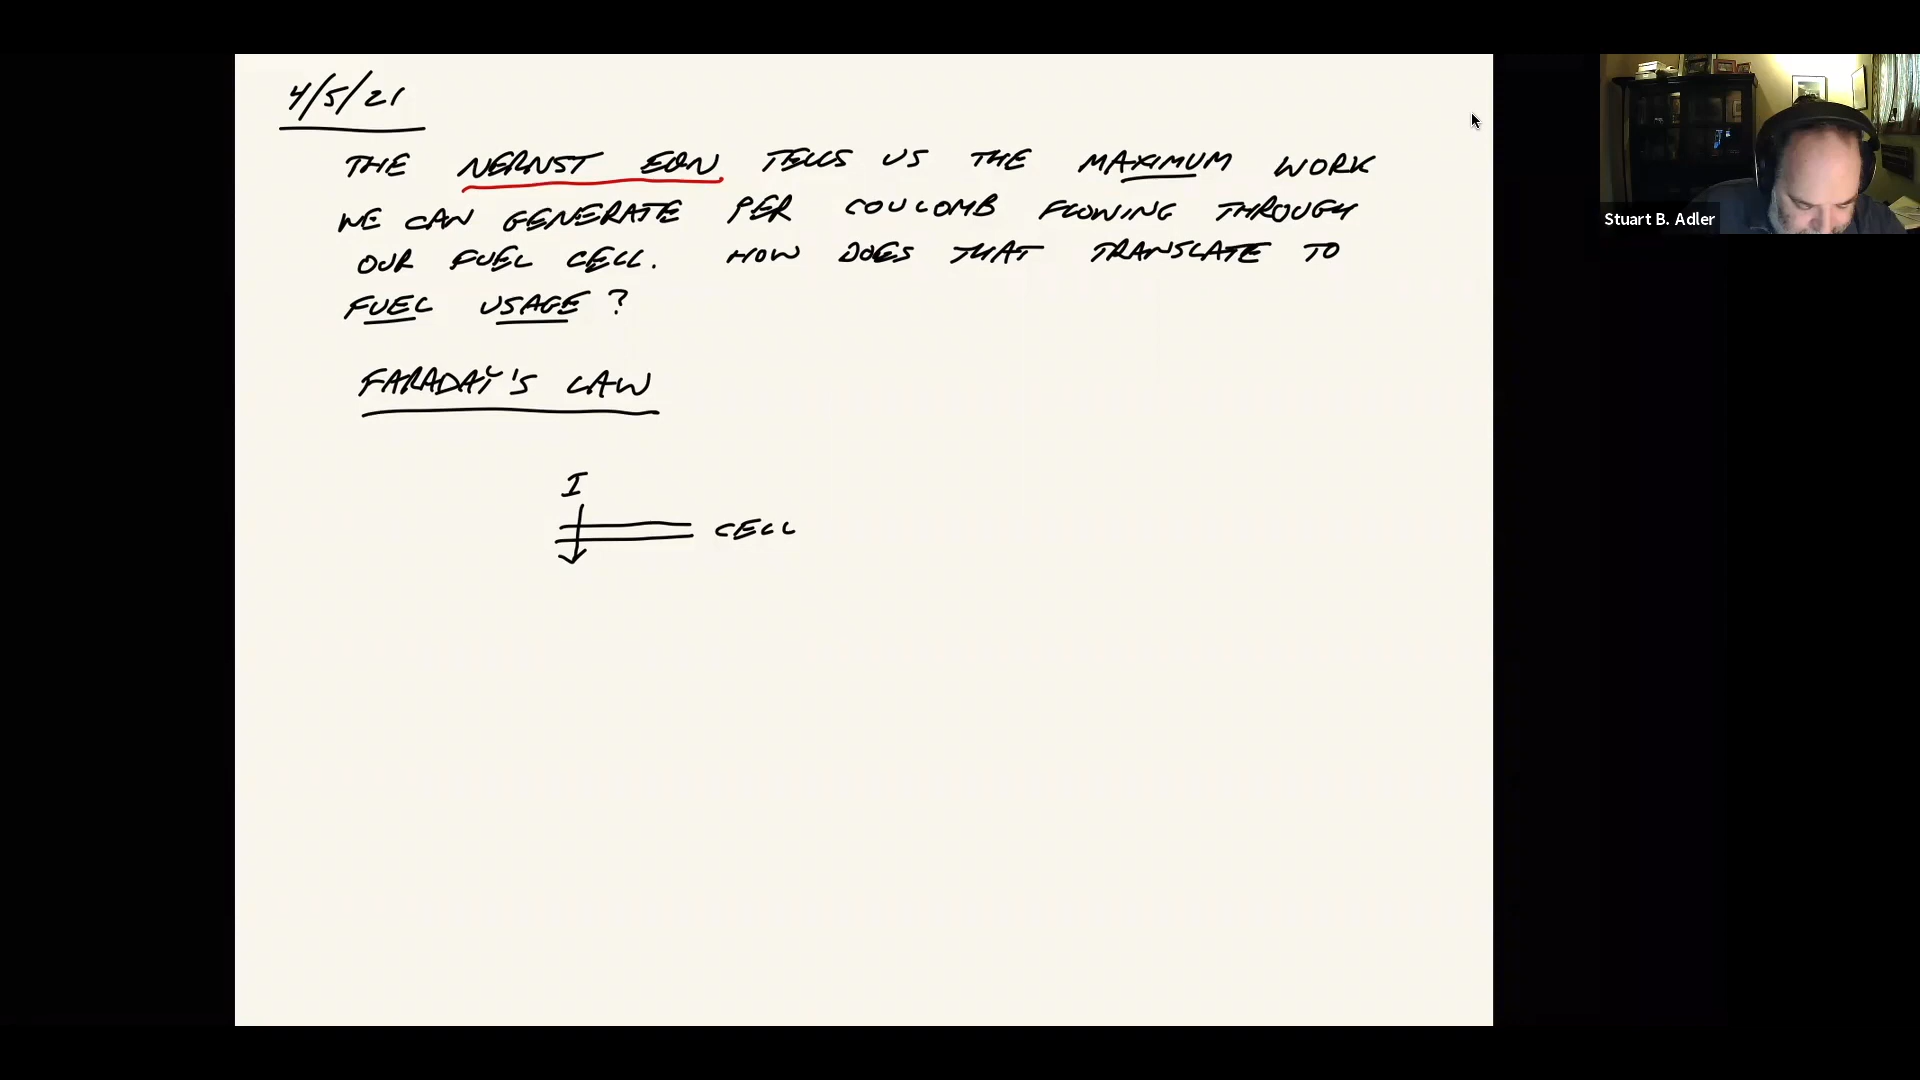 4/5/21
THE NERNST EQN TELLS US THE MAXIMUM WORK
WE CAN GENERATE PER COULOMB FLOWING THROUGH
OUR FUEL CELL. HOW DOES THAT TRANSLATE TO
FUEL USAGE?
FARADAY'S LAW
I
CELL
Stuart B. Adler